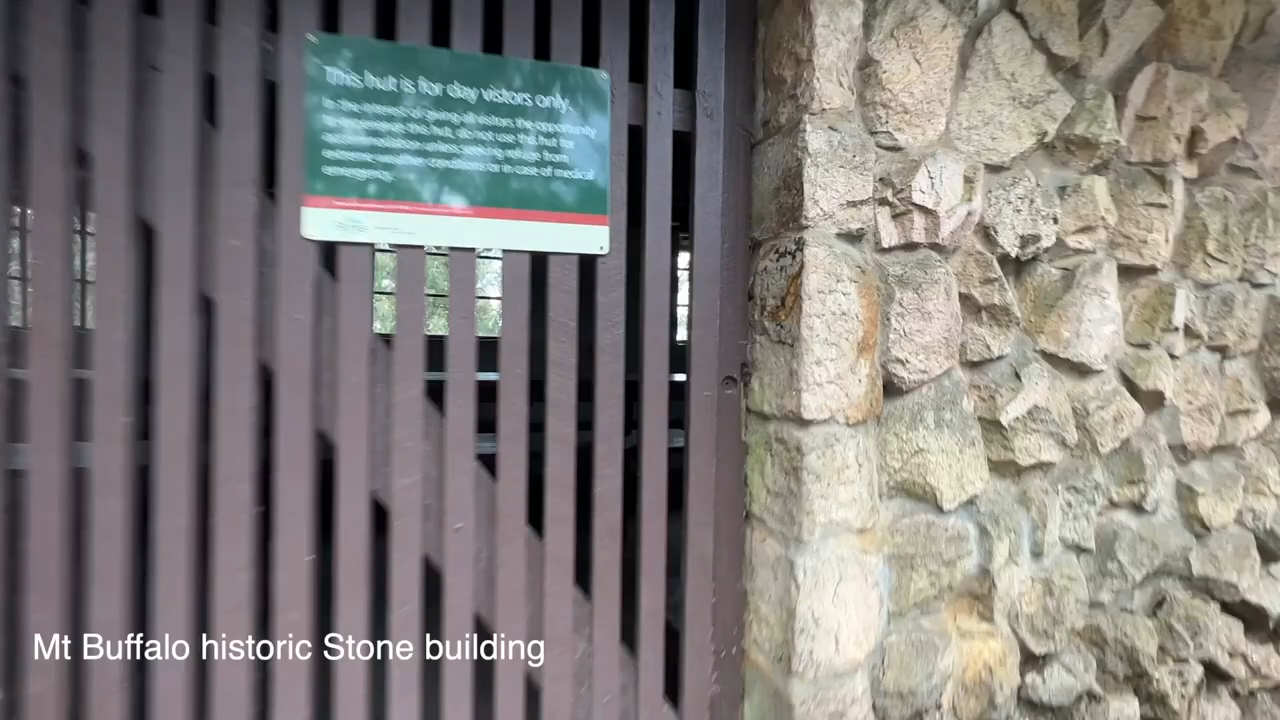 This hut is for day vistors only.
In the interest of giving all visitors the opportunity
this hut, do not use this hut for
accommodation unless seeking refuge from
extreme weather conditions or in case of medical
emergency.
Mt Buffalo historic Stone building